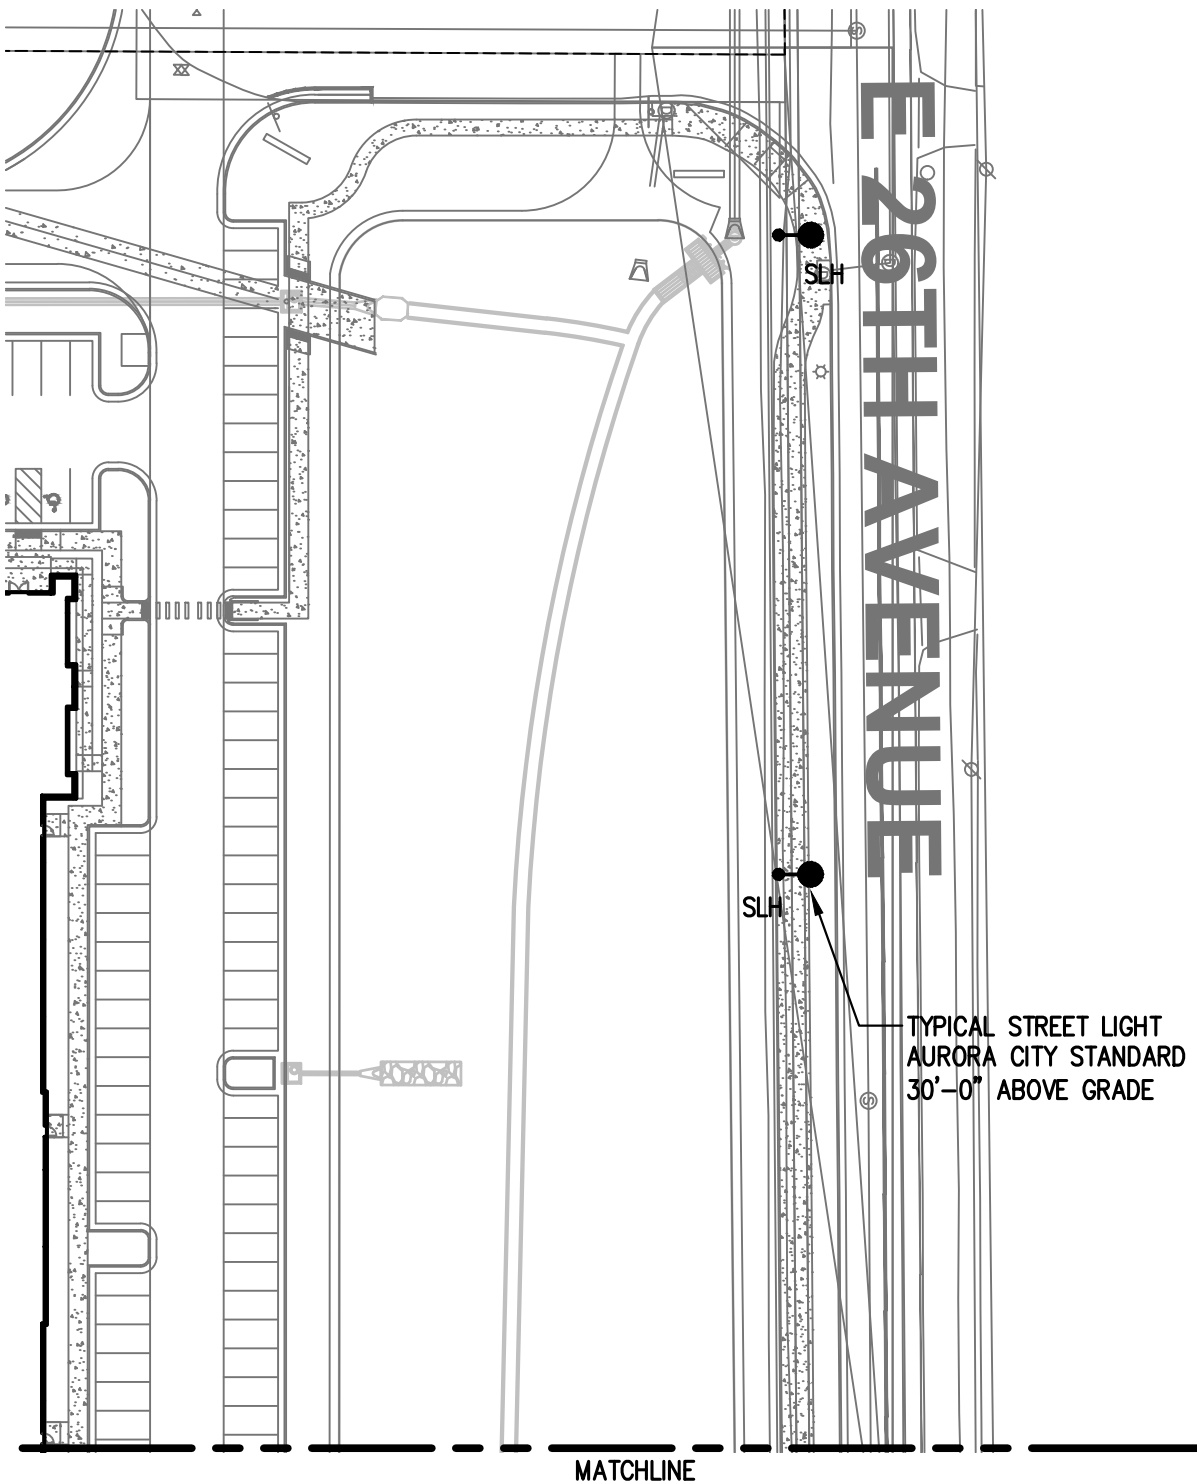 E 26TH AVENUE
SLH
SLH
TYPICAL STREET LIGHT
AURORA CITY STANDARD
30'-0" ABOVE GRADE
S
S
S
MATCHLINE